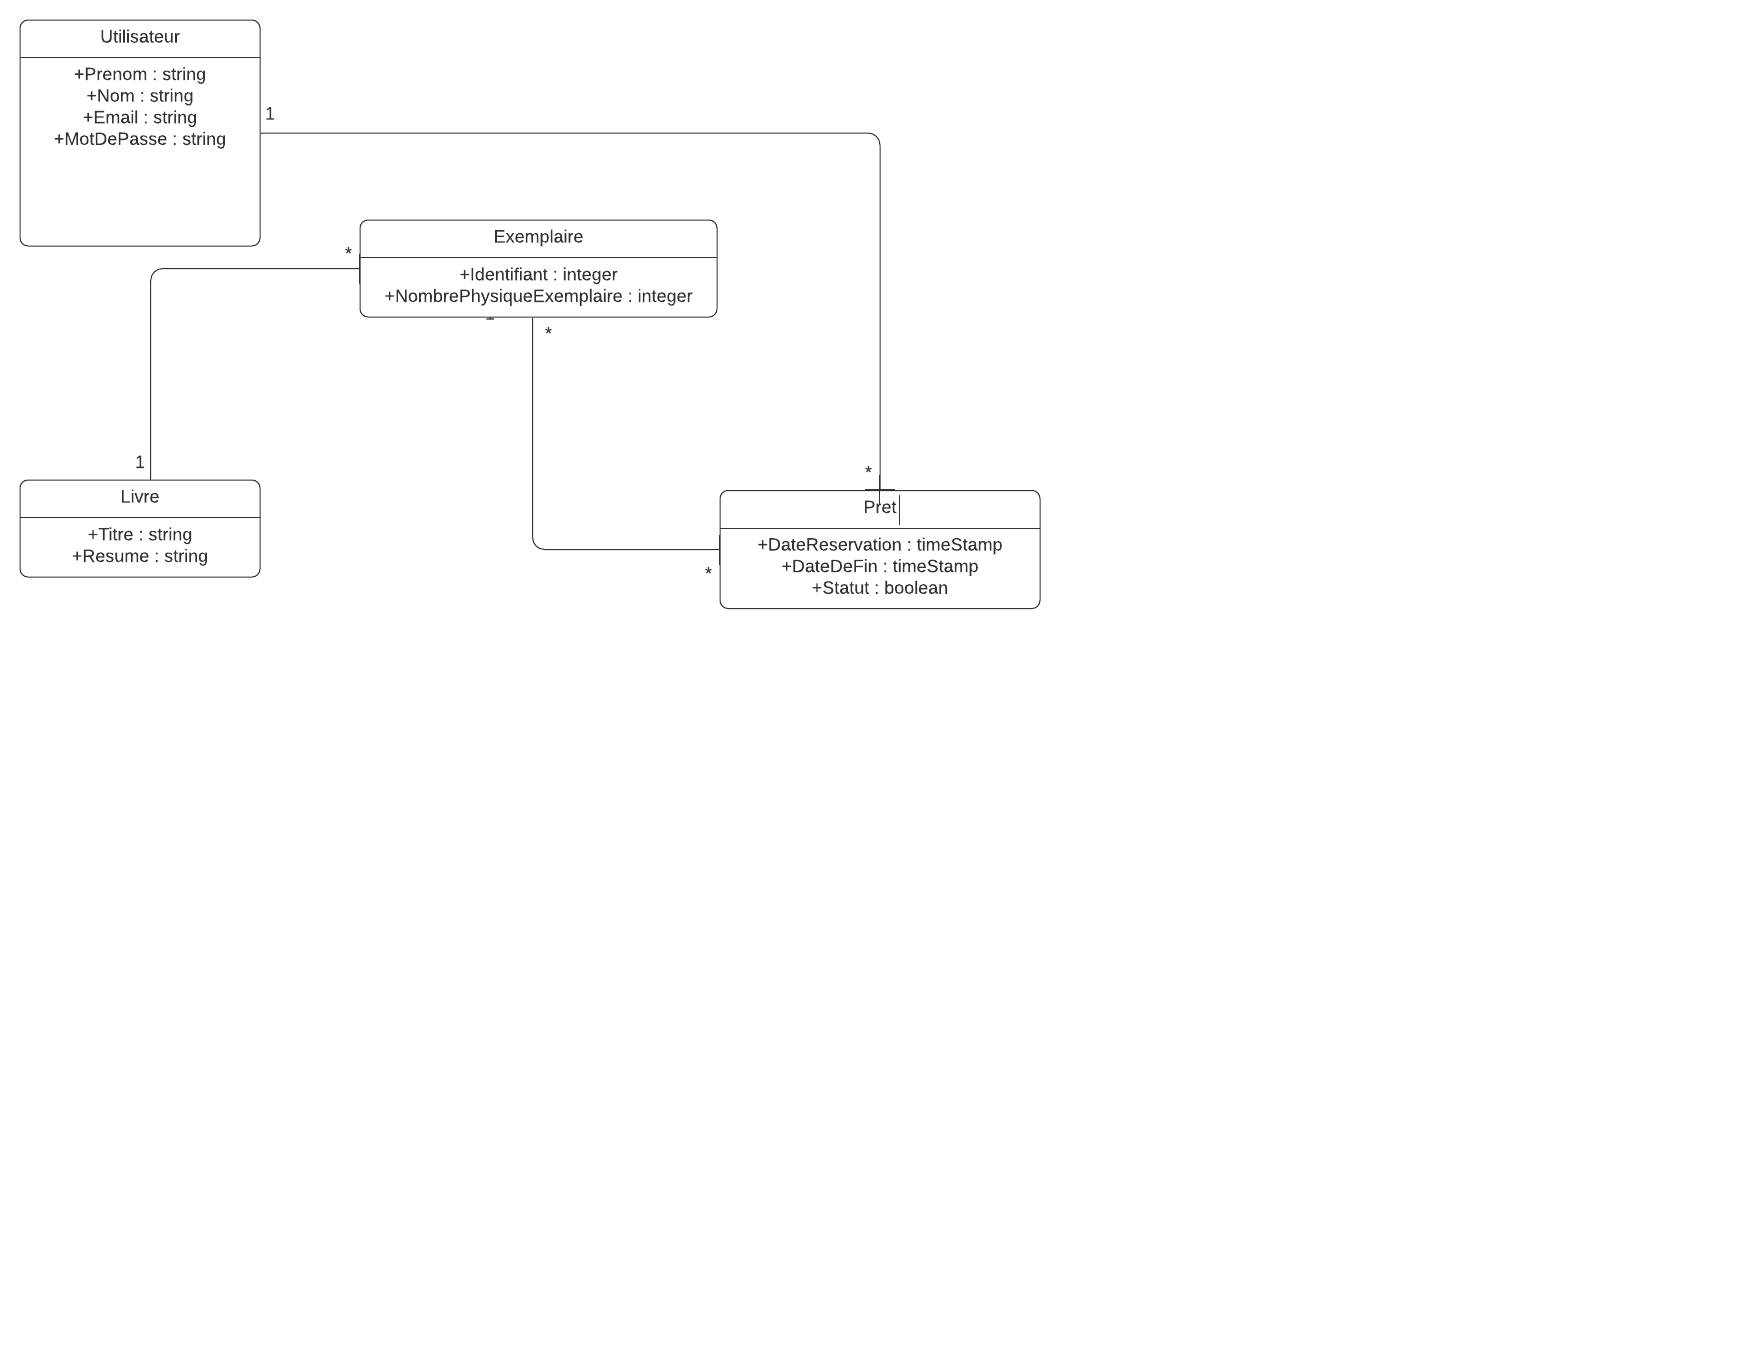 Utilisateur
+Prenom : string
+Nom : string
+Email : string
+MotDePasse : string
1
Exemplaire
+Identifiant : integer
+NombrePhysiqueExemplaire : integer
*
*
1
Livre
+Titre : string
+Resume : string
*
Pret
+DateReservation : timeStamp
+DateDeFin : timeStamp
+Statut : boolean
*